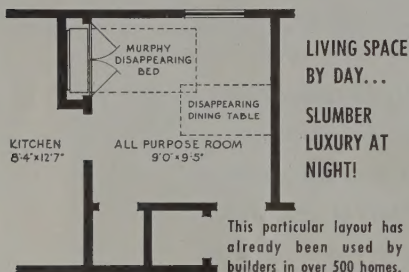 MURPHY
DISAPPEARING
BED
DISAPPEARING
DINING TABLE
KITCHEN
8'-4"x12'7"
ALL PURPOSE ROOM
9'0"x9'-5"
LIVING SPACE
BY DAY...
SLUMBER
LUXURY AT
NIGHT!
This particular layout has
already been used by
builders in over 500 homes.